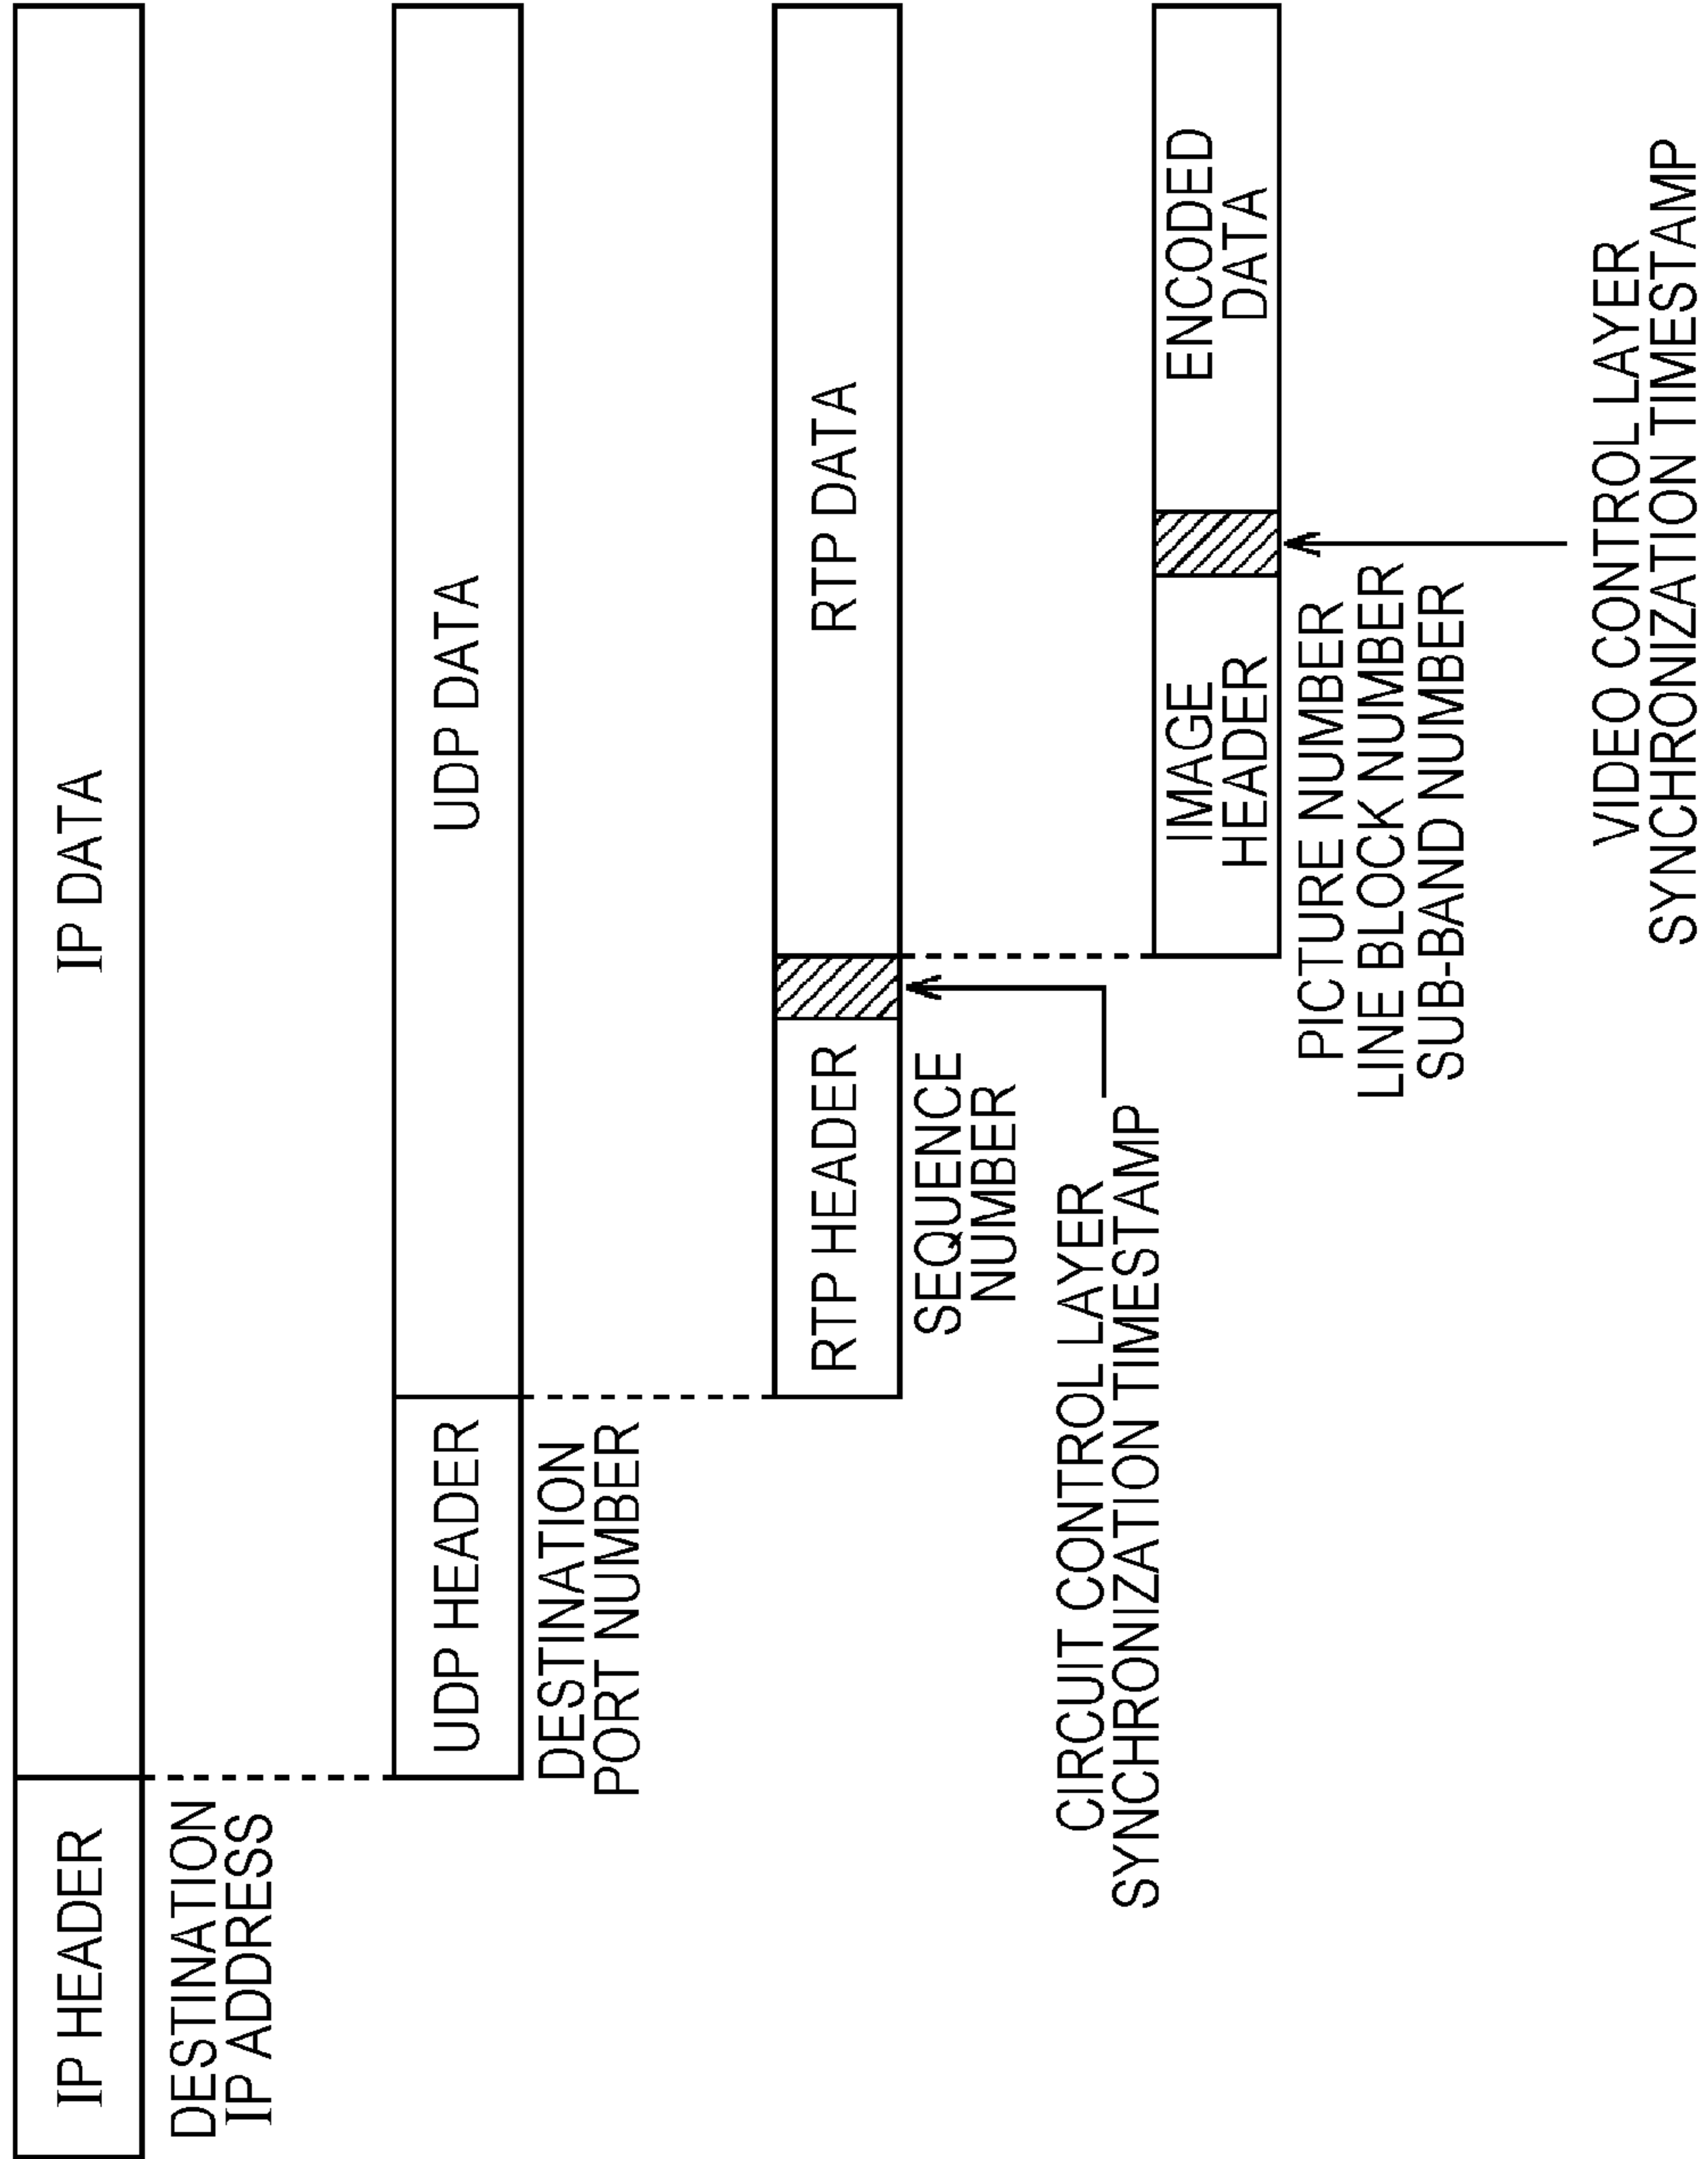 IP HEADER
IP DATA
DESTINATION
IP ADDRESS
UDP HEADER
UDP DATA
DESTINATION
PORT NUMBER
RTP HEADER
RTP DATA
SEQUENCE
NUMBER
CIRCUIT CONTROL LAYER
SYNCHRONIZATION TIMESTAMP
IMAGE
HEADER
ENCODED
DATA
PICTURE NUMBER
LINE BLOCK NUMBER
SUB-BAND NUMBER
VIDEO CONTROL LAYER
SYNCHRONIZATION TIMESTAMP